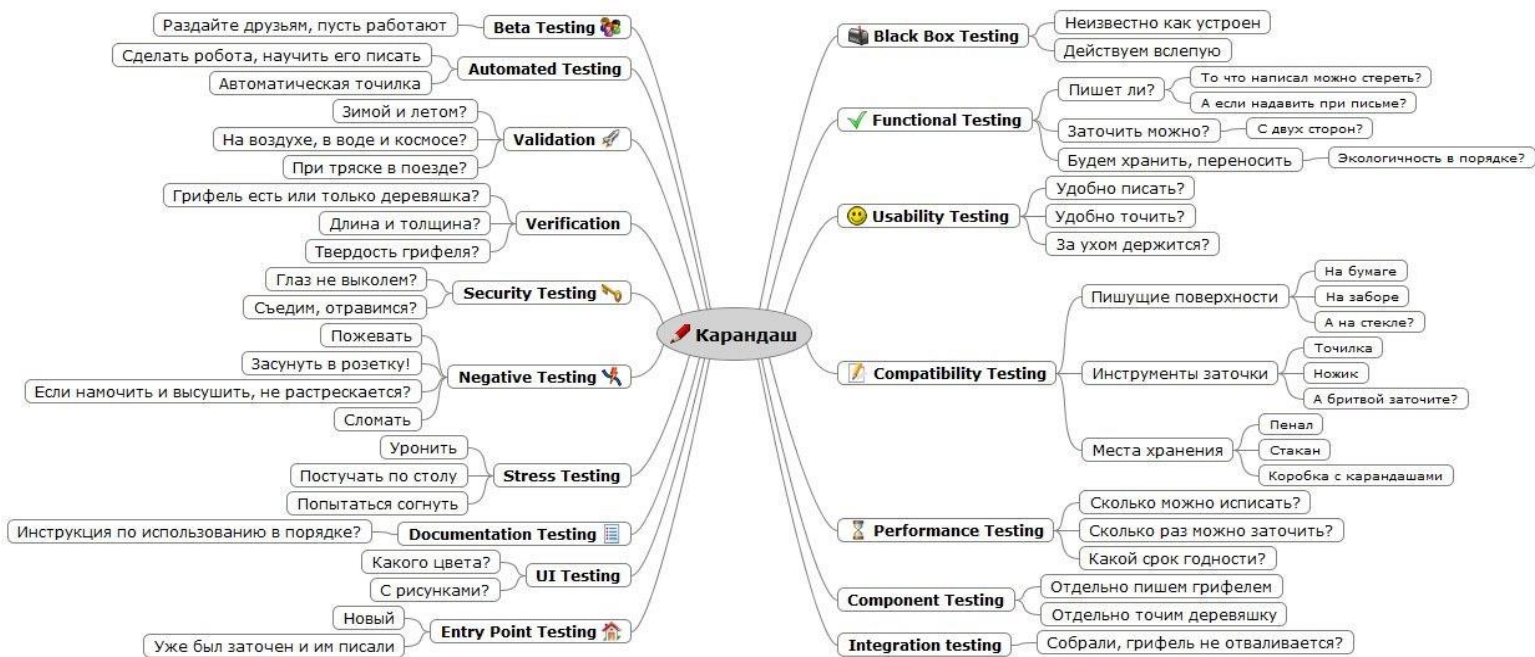 Карандаш
Beta Testing
Раздайте друзьям, пусть работают
Automated Testing
Сделать робота, научить его писать
Автоматическая точилка
Validation
Зимой и летом?
На воздухе, в воде и космосе?
При тряске в поезде?
Verification
Грифель есть или только деревяшка?
Длина и толщина?
Твердость грифеля?
Security Testing
Глаз не выколем?
Съедим, отравимся?
Negative Testing
Пожевать
Засунуть в розетку!
Если намочить и высушить, не растрескается?
Сломать
Stress Testing
Уронить
Постучать по столу
Попытаться согнуть
Documentation Testing
Инструкция по использованию в порядке?
UI Testing
Какого цвета?
С рисунками?
Entry Point Testing
Новый
Уже был заточен и им писали
Black Box Testing
Неизвестно как устроен
Действуем вслепую
Functional Testing
Пишет ли?
То что написал можно стереть?
А если надавить при письме?
Заточить можно?
С двух сторон?
Будем хранить, переносить
Экологичность в порядке?
Usability Testing
Удобно писать?
Удобно точить?
За ухом держится?
Compatibility Testing
Пишущие поверхности
На бумаге
На заборе
А на стекле?
Инструменты заточки
Точилка
Ножик
А бритвой заточите?
Места хранения
Пенал
Стакан
Коробка с карандашами
Performance Testing
Сколько можно исписать?
Сколько раз можно заточить?
Какой срок годности?
Component Testing
Отдельно пишем грифелем
Отдельно точим деревяшку
Integration testing
Собрали, грифель не отваливается?